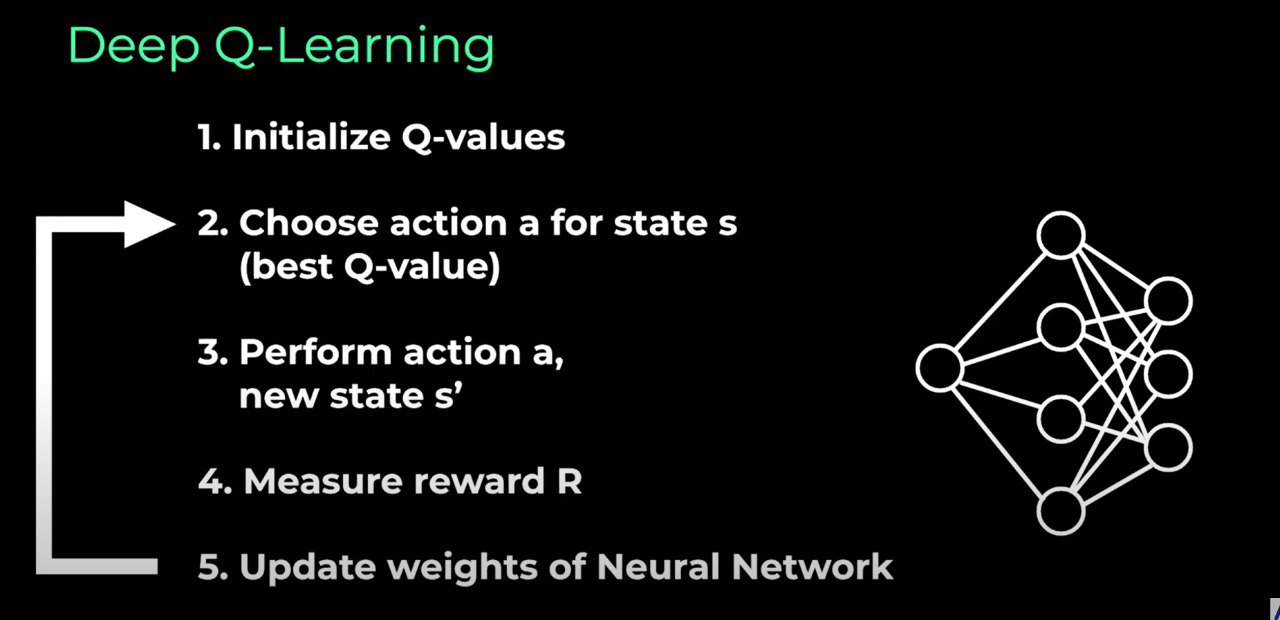 Deep Q-Learning
1. Initialize Q-values
2. Choose action a for state s
(best Q-value)
3. Perform action a,
new state s’
4. Measure reward R
5. Update weights of Neural Network